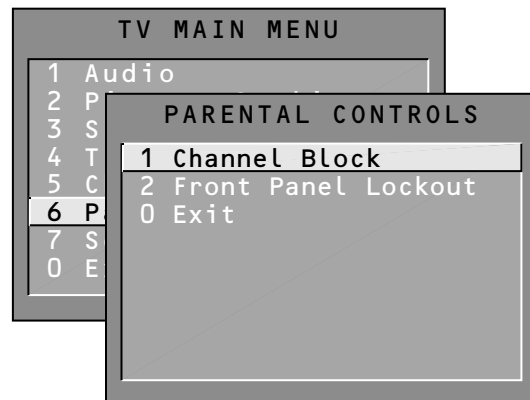 TV MAIN MENU
1 Audio
2 P
3 S
4 T
5 C
6 Pa
7 S
0 E
PARENTAL CONTROLS
1 Channel Block
2 Front Panel Lockout
0 Exit